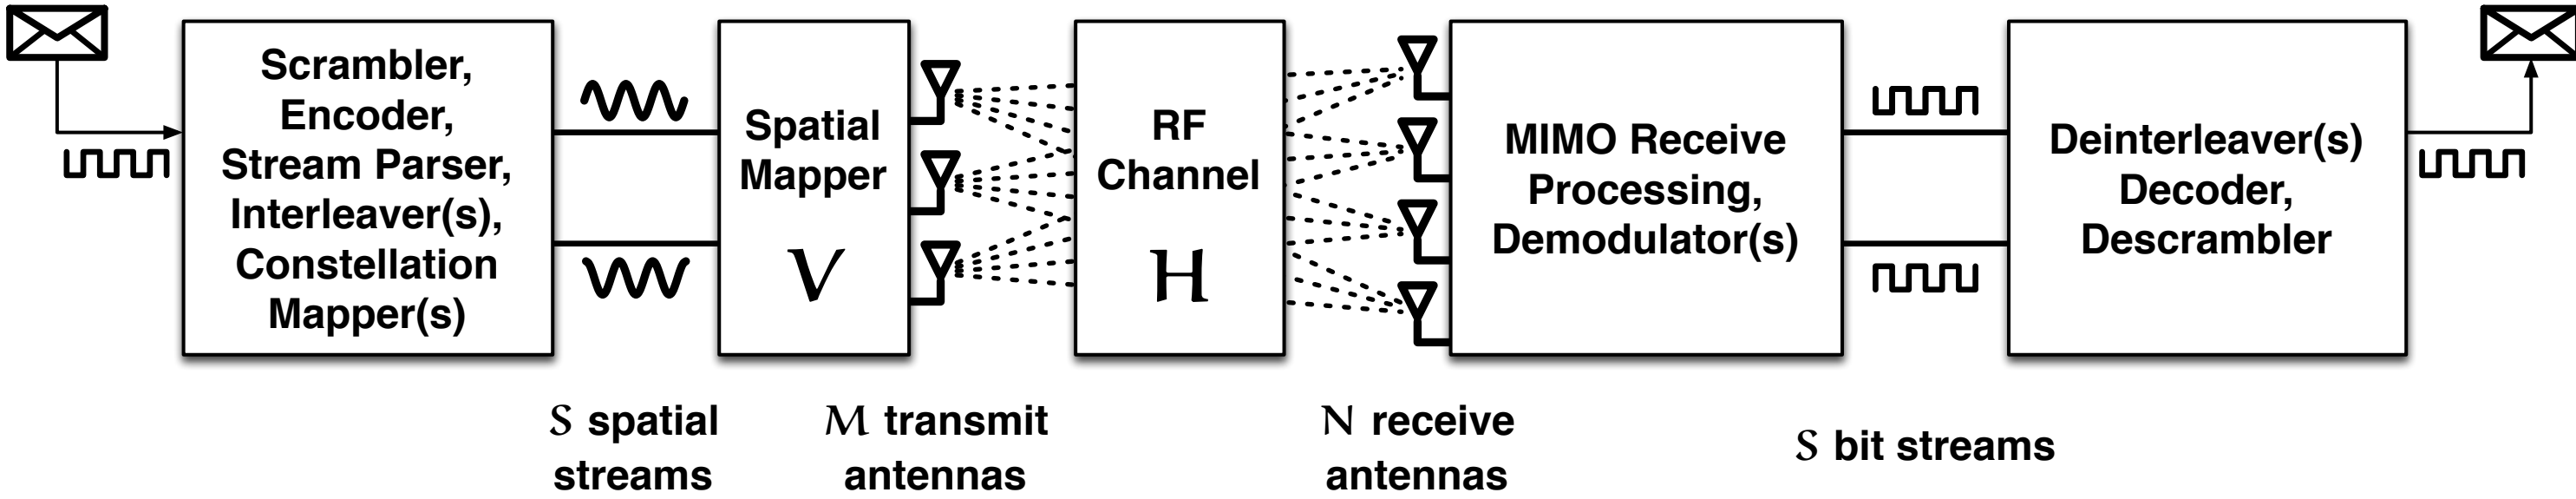 Scrambler,
Encoder,
Stream Parser,
Interleaver(s),
Constellation
Mapper(s)
Spatial
Mapper
V
RF
Channel
H
MIMO Receive
Processing,
Demodulator(s)
Deinterleaver(s)
Decoder,
Descrambler
S spatial
streams
M transmit
antennas
N receive
antennas
S bit streams